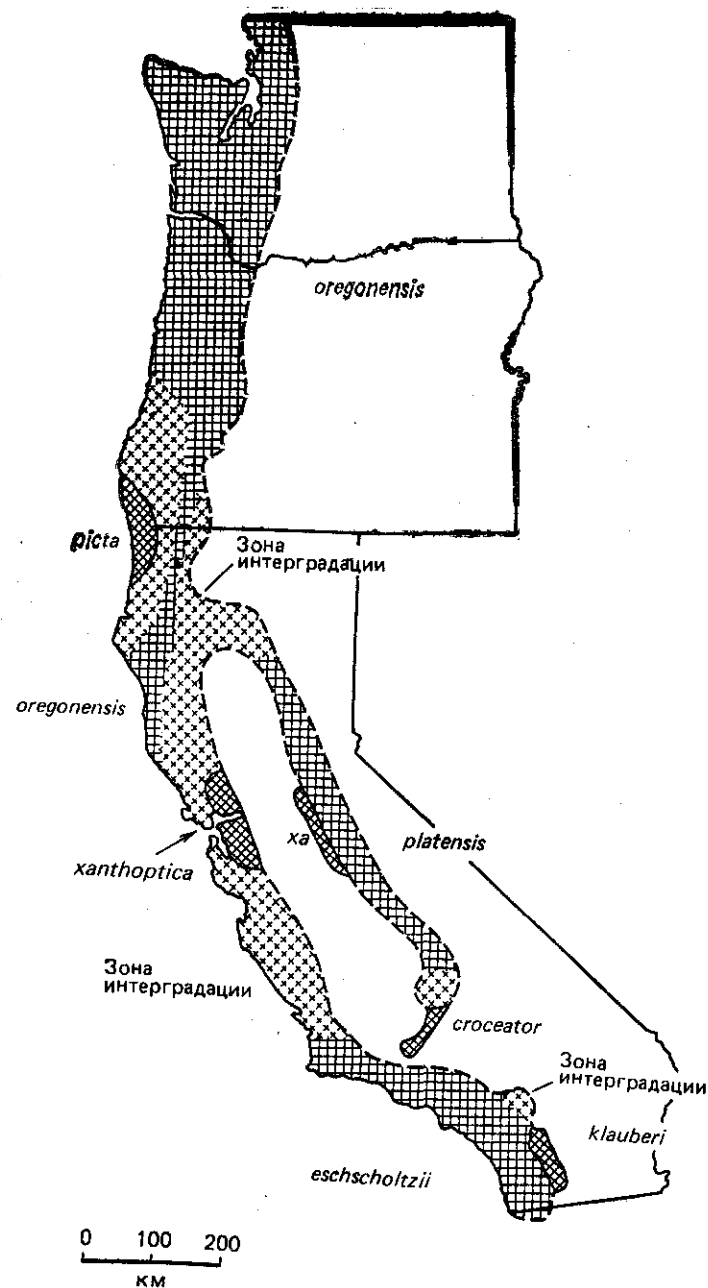 oregonensis
picta
Зона
интерградации
oregonensis
xa
platensis
xanthoptica
Зона
интерградации
croceator
Зона
интерградации
klauberi
eschscholtzii
0 100 200
км